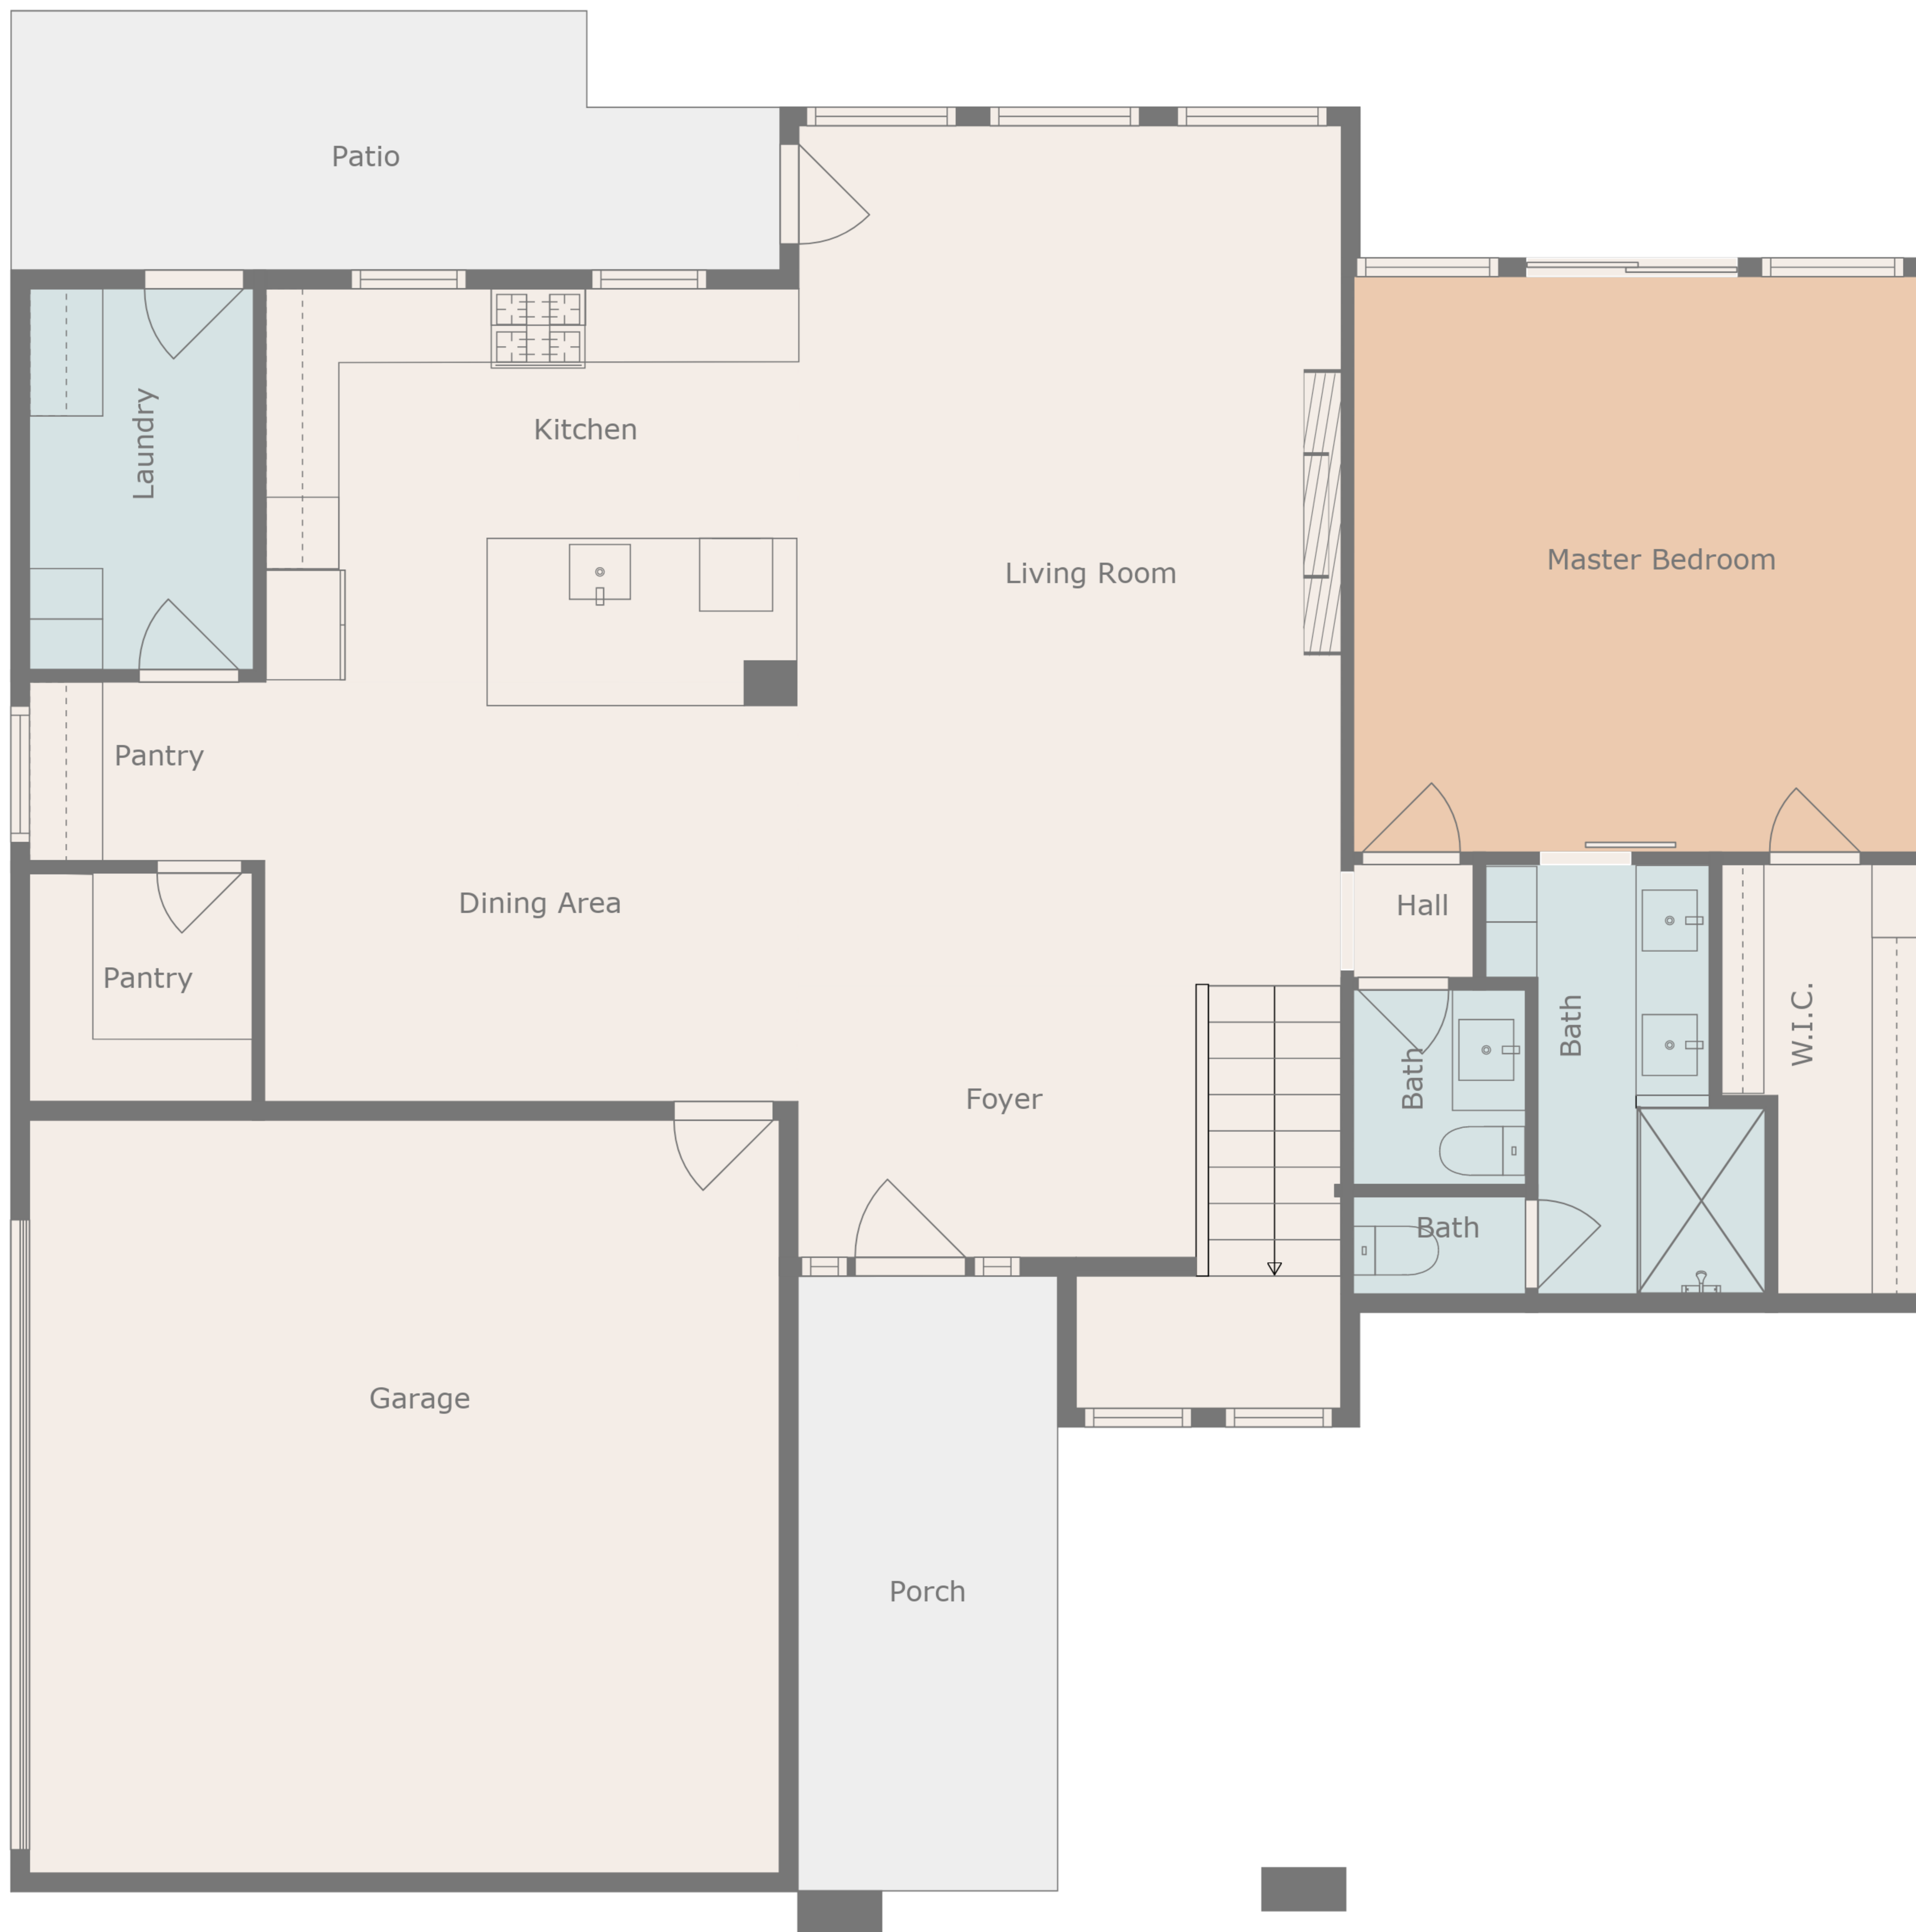 Patio
Laundry
Kitchen
Living Room
Master Bedroom
Pantry
Dining Area
Hall
Pantry
Bath
Bath
W.I.C.
Foyer
Bath
Garage
Porch